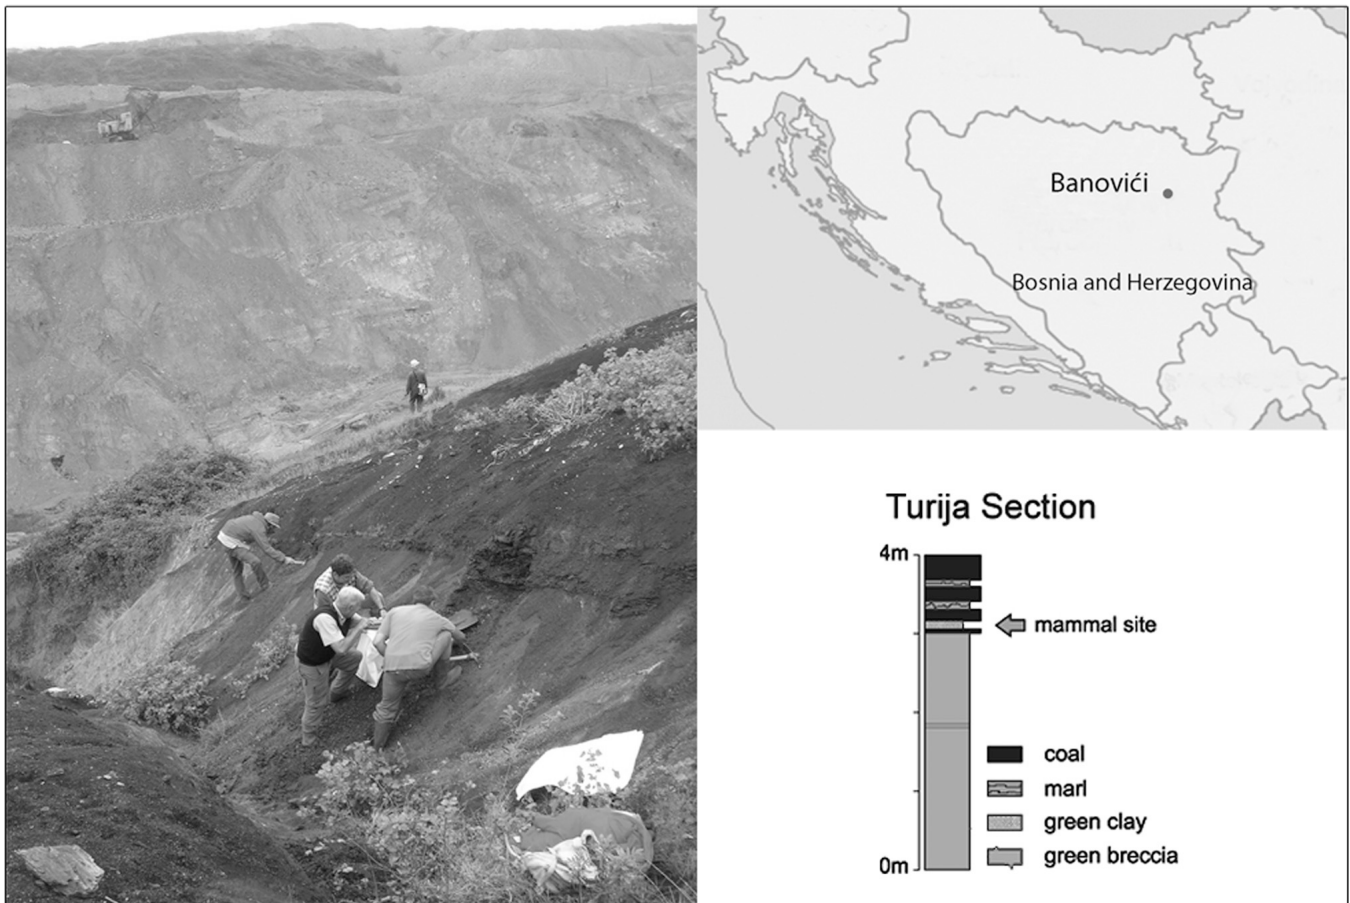 Banovići
Bosnia and Herzegovina
Turija Section
4m
mammal site
coal
marl
green clay
green breccia
0m